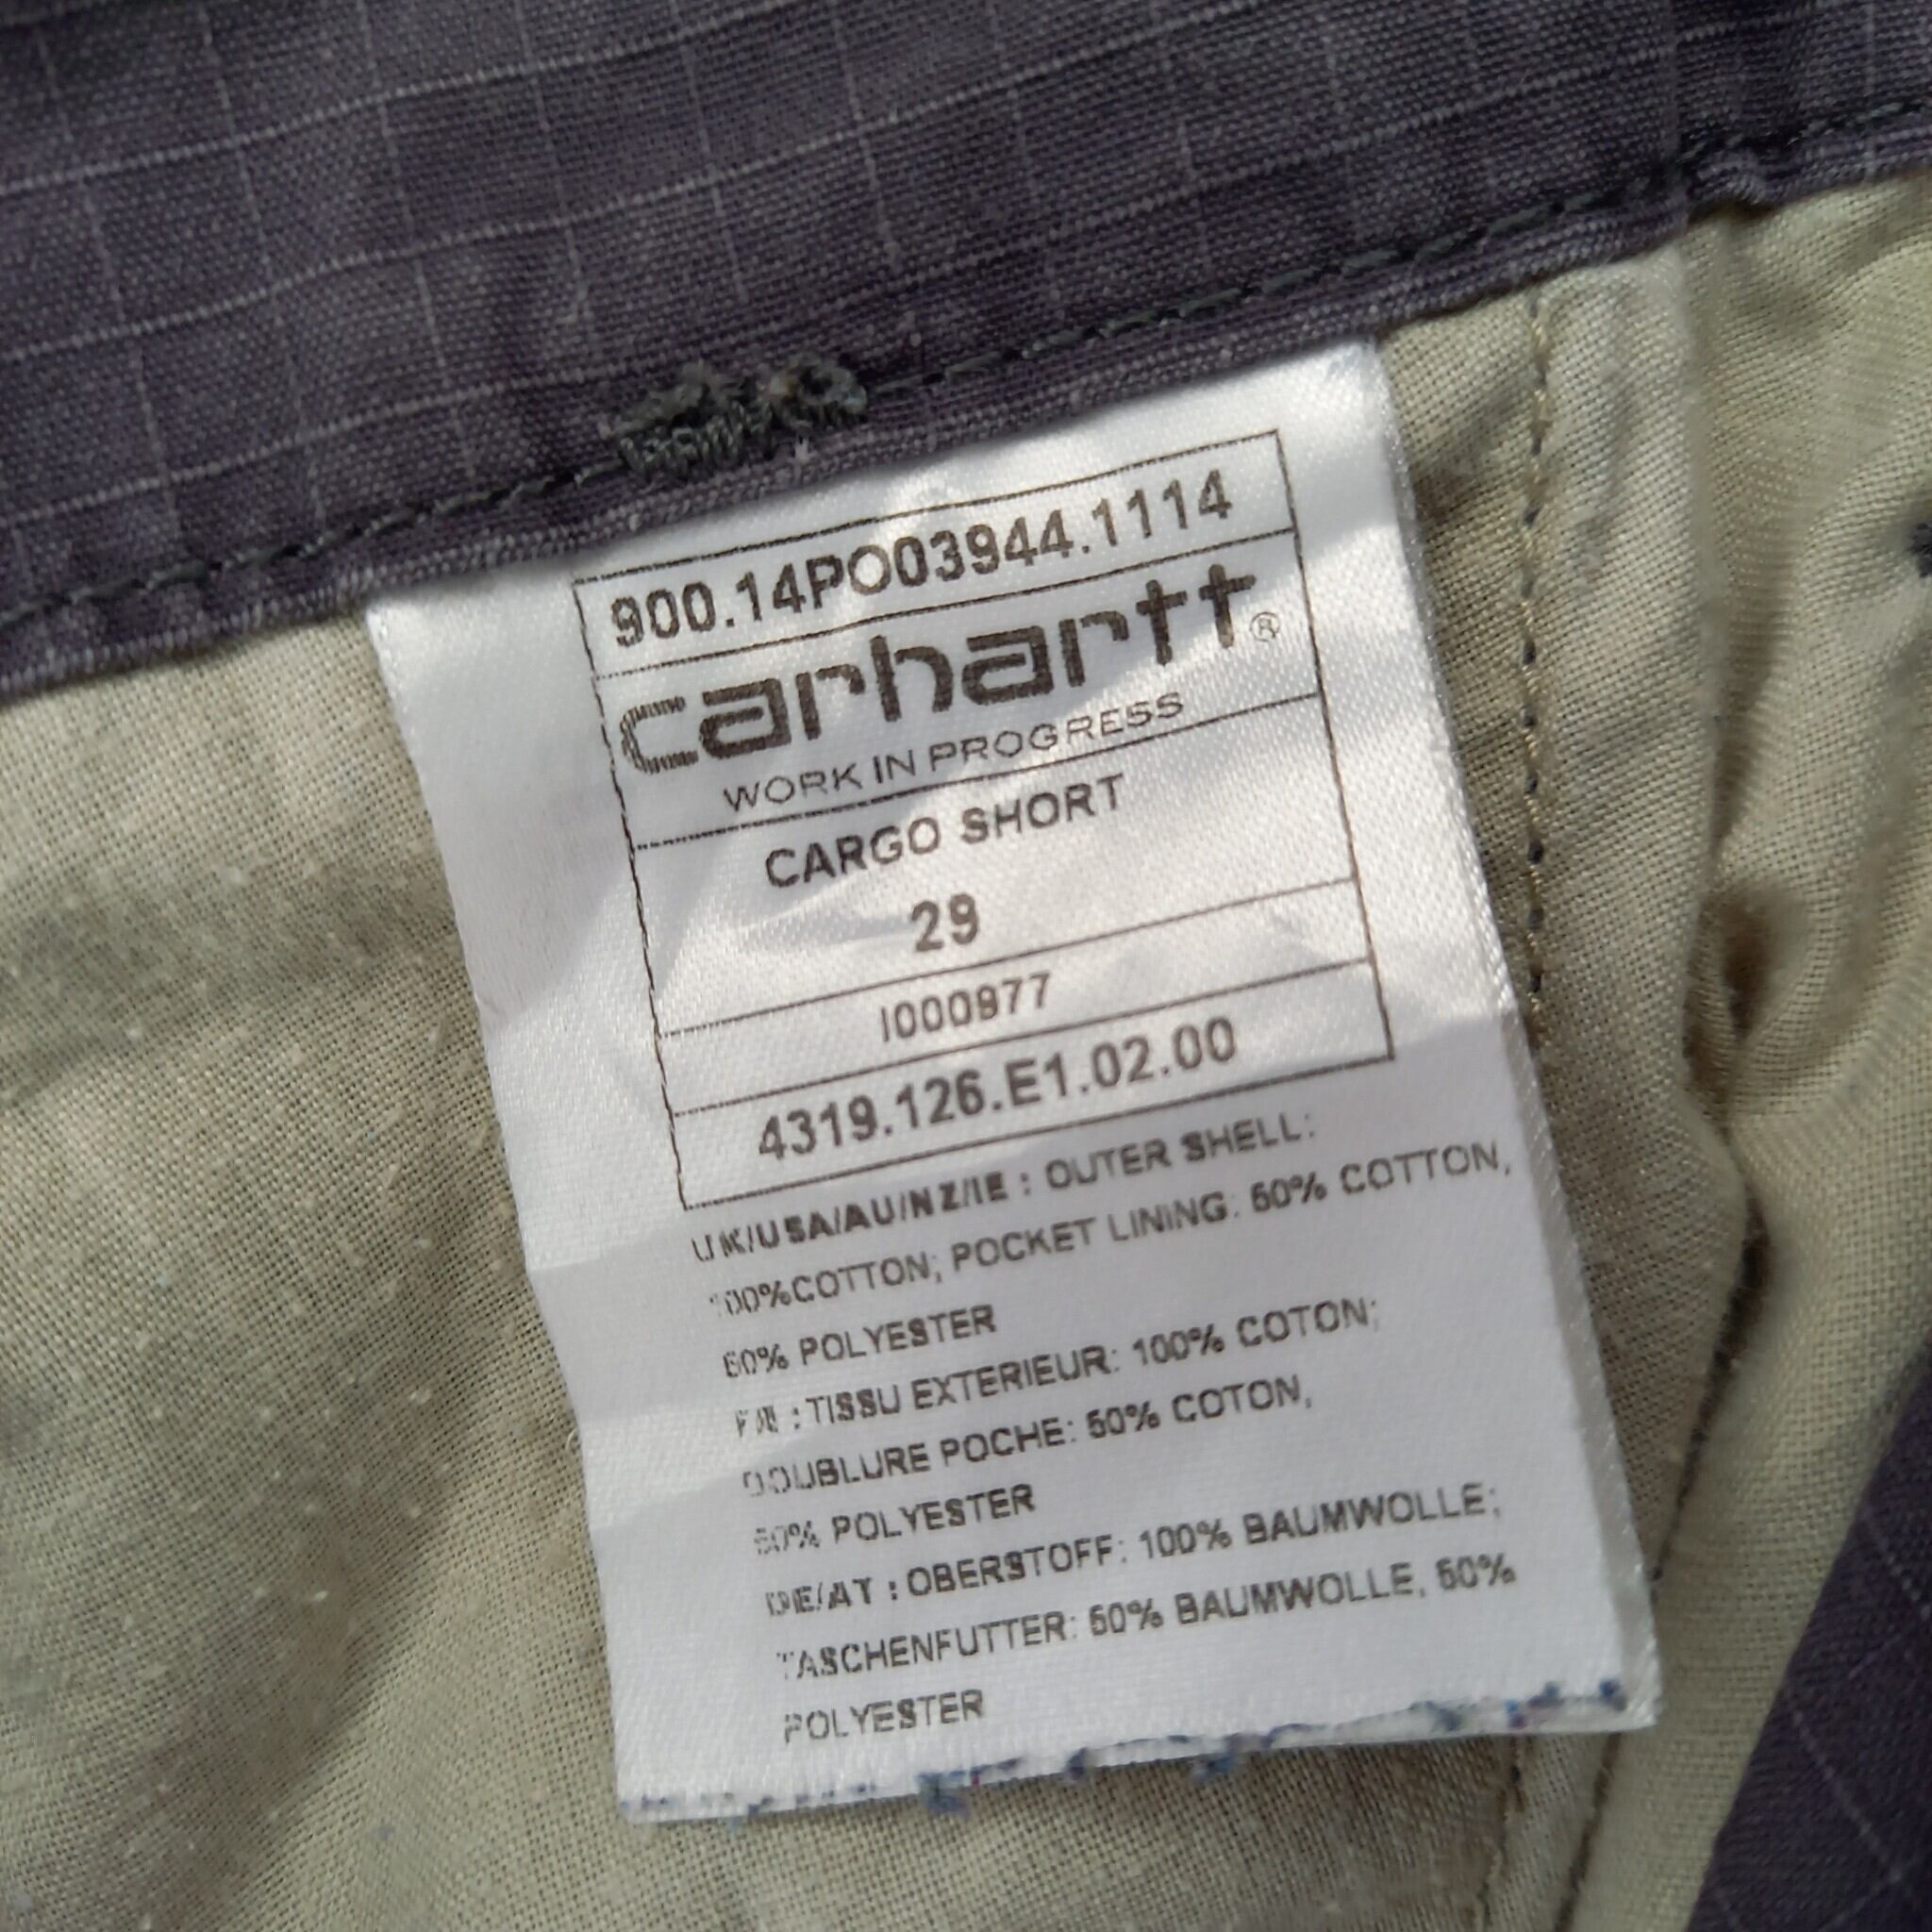 900.14PO03944.1114
carhartt®
WORK IN PROGRESS
CARGO SHORT
29
I000977
4319.126.E1.02.00
UK/USA/AU/NZ/IE : OUTER SHELL:
100%COTTON; POCKET LINING: 50% COTTON,
50% POLYESTER
FR : TISSU EXTERIEUR: 100% COTON;
DOUBLURE POCHE: 50% COTON,
50% POLYESTER
DE/AT : OBERSTOFF: 100% BAUMWOLLE;
TASCHENFUTTER: 50% BAUMWOLLE, 50%
POLYESTER